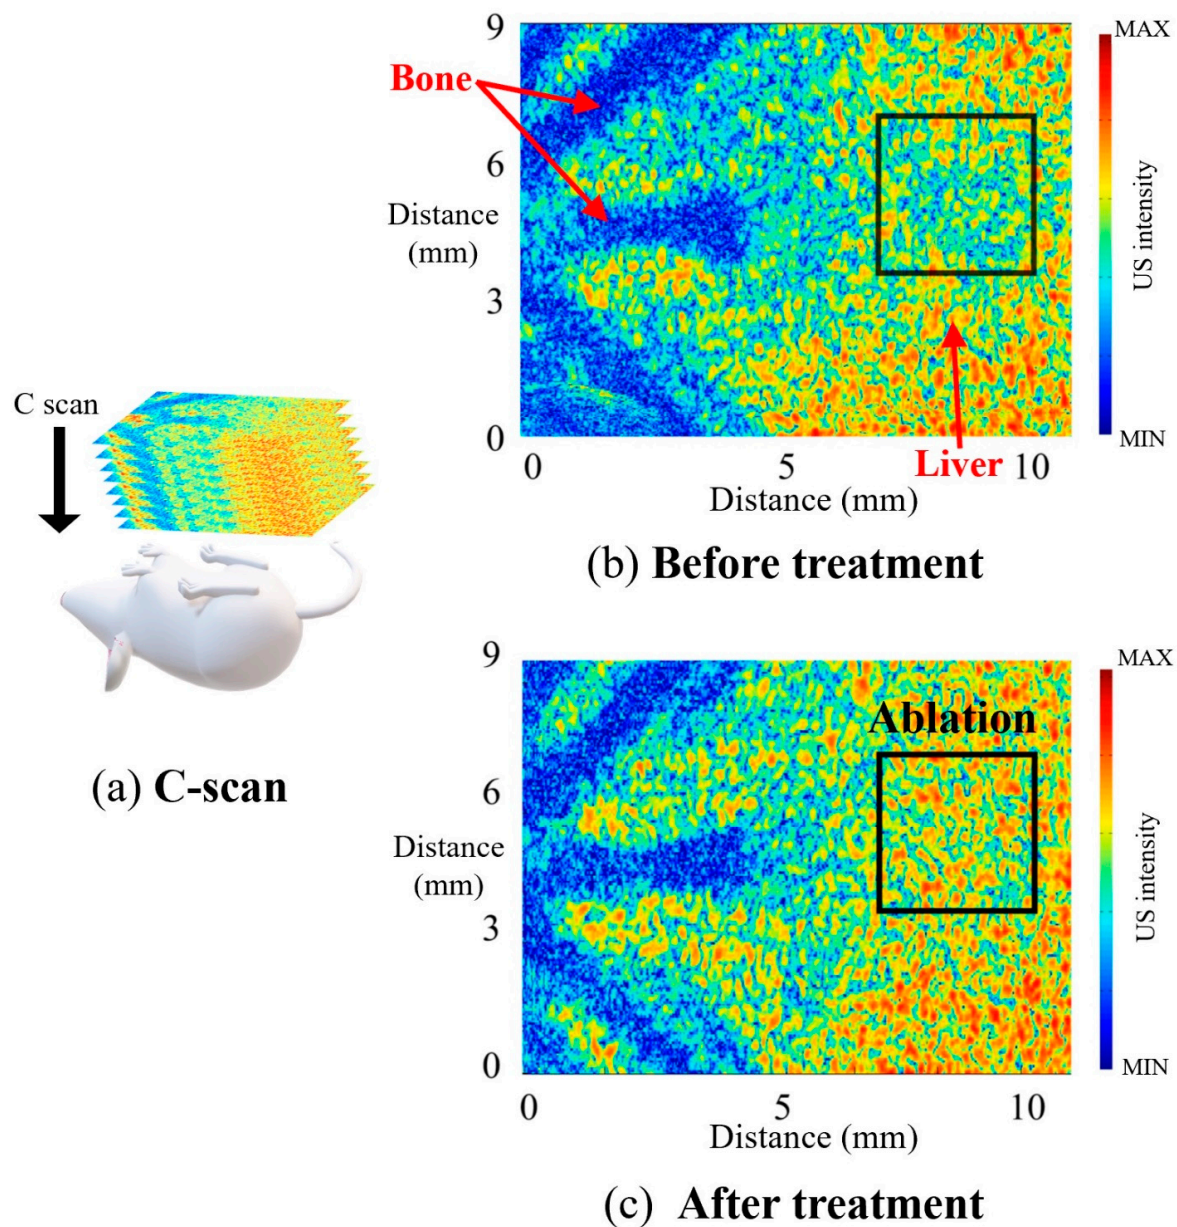 C scan
(a) C-scan
9
6
3
0
Distance
(mm)
Bone
Liver
0 5 10
Distance (mm)
MAX
US intensity
MIN
(b) Before treatment
9
6
3
0
Distance
(mm)
Ablation
0 5 10
Distance (mm)
MAX
US intensity
MIN
(c) After treatment